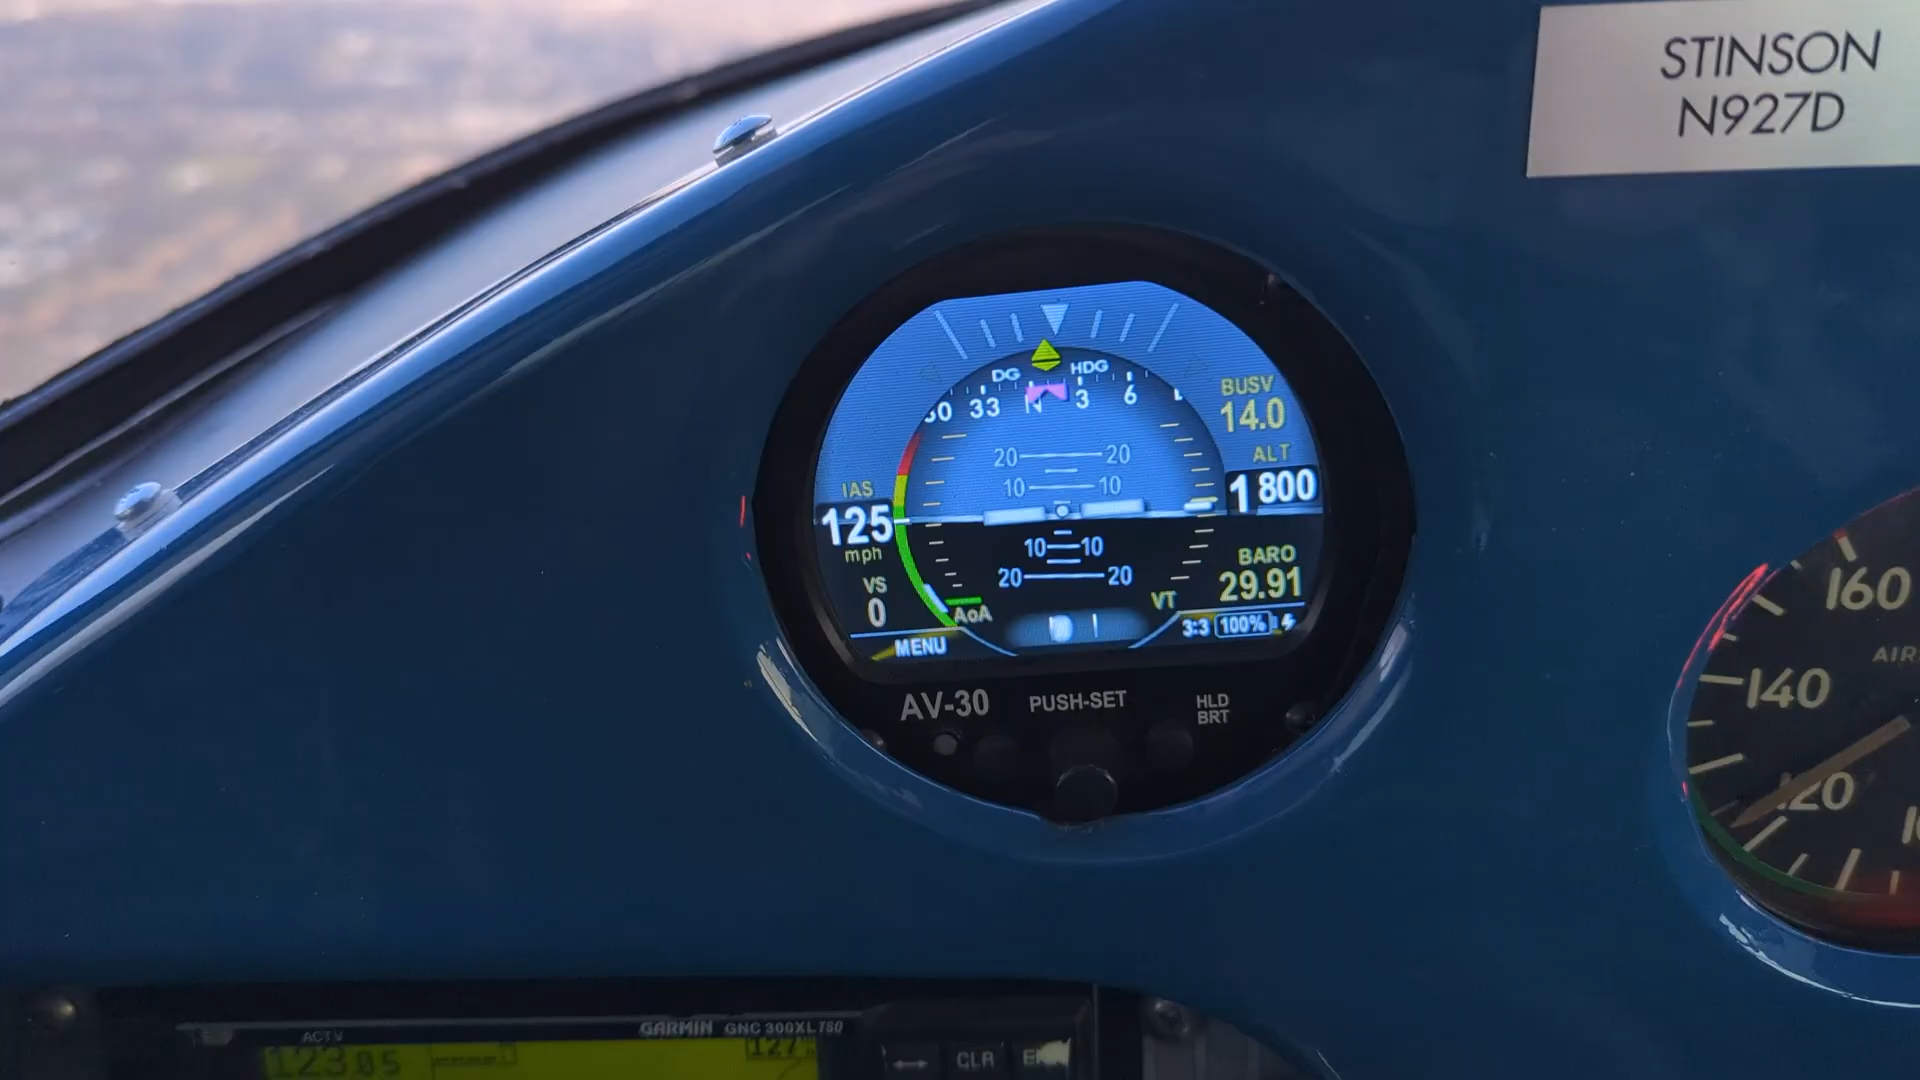 STINSON
N927D
DG HDG
30 33 N 3 6
BUSV
14.0
20 20
ALT
10 10
1 800
IAS
125
mph
10 10
BARO
20 20
29.91
VS
0
AoA
VT
3:3 100%
MENU
AV-30 PUSH-SET HLD
BRT
160
AIR
140
120
ACTV GARMIN GNC 300XL TSO
123.05 127
CLR